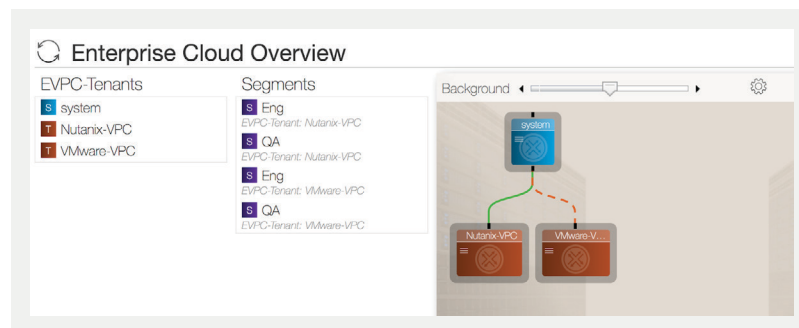 Enterprise Cloud Overview
EVPC-Tenants
S system
T Nutanix-VPC
T VMware-VPC
Segments
S Eng
EVPC-Tenant: Nutanix-VPC
S QA
EVPC-Tenant: Nutanix-VPC
S Eng
EVPC-Tenant: VMware-VPC
S QA
EVPC-Tenant: VMware-VPC
Background
system
Nutanix-VPC
VMware-V...